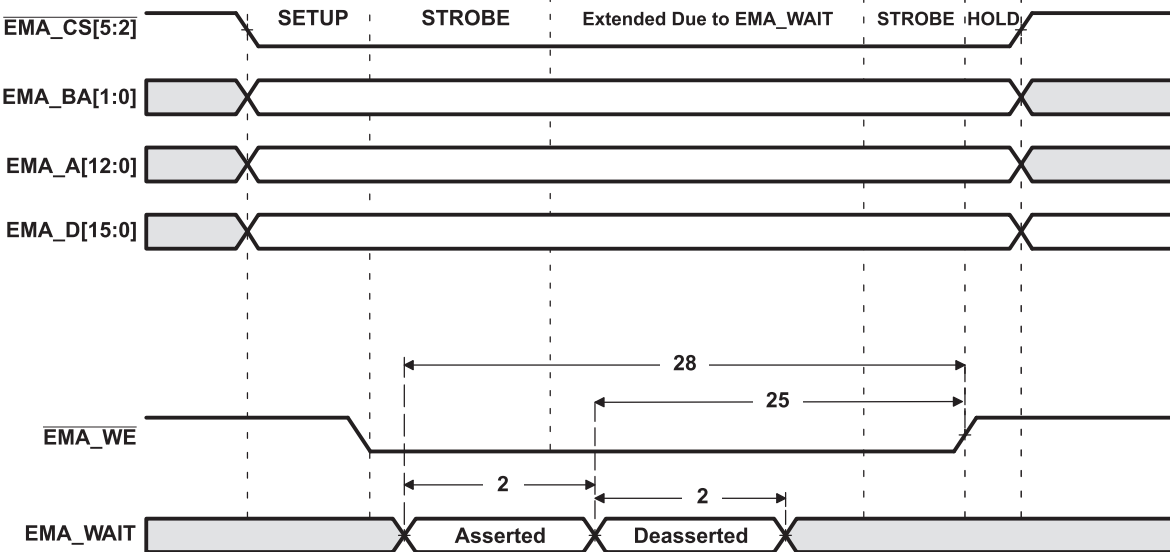 EMA_CS[5:2] SETUP STROBE Extended Due to EMA_WAIT STROBE HOLD
EMA_BA[1:0]
EMA_A[12:0]
EMA_D[15:0]
28
25
EMA_WE
2
2
EMA_WAIT Asserted Deasserted